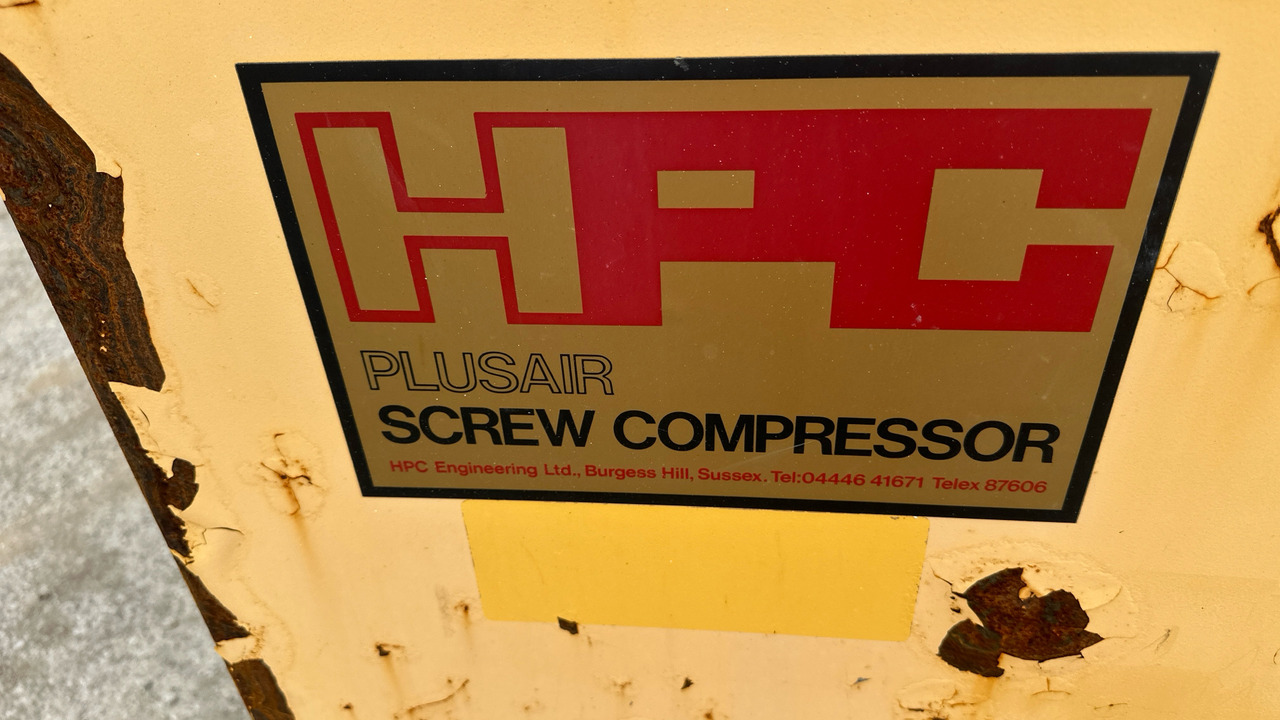 HPC
PLUSAIR
SCREW COMPRESSOR
HPC Engineering Ltd., Burgess Hill, Sussex. Tel:04446 41671 Telex 87606